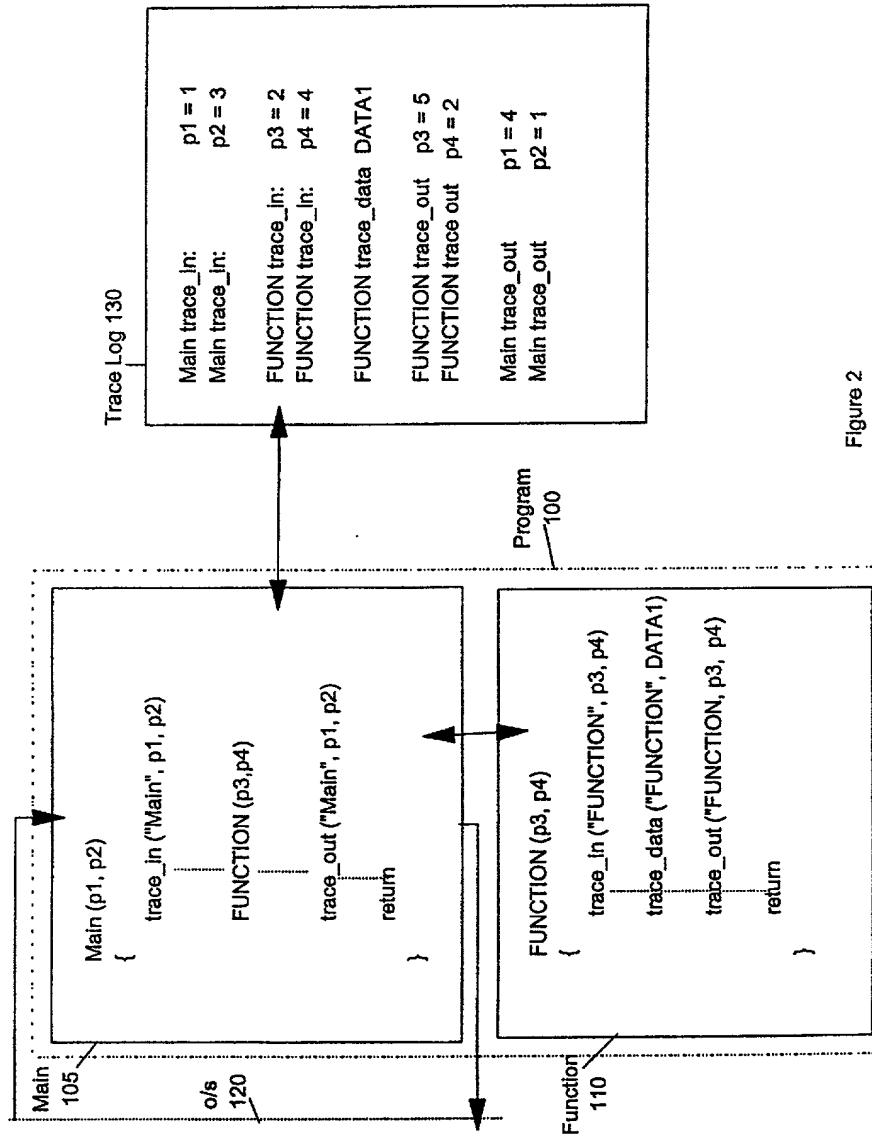 Main
105
o/s
120
Main (p1, p2)
{
trace_in ("Main", p1, p2)
FUNCTION (p3,p4)
trace_out ("Main", p1, p2)
return
}
Function
110
FUNCTION (p3, p4)
{
trace_in ("FUNCTION", p3, p4)
trace_data ("FUNCTION", DATA1)
trace_out ("FUNCTION, p3, p4)
return
}
Program
100
Trace Log 130
Main trace_in: p1 = 1
Main trace_in: p2 = 3
FUNCTION trace_in: p3 = 2
FUNCTION trace_in: p4 = 4
FUNCTION trace_data DATA1
FUNCTION trace_out p3 = 5
FUNCTION trace out p4 = 2
Main trace_out p1 = 4
Main trace_out p2 = 1
Figure 2